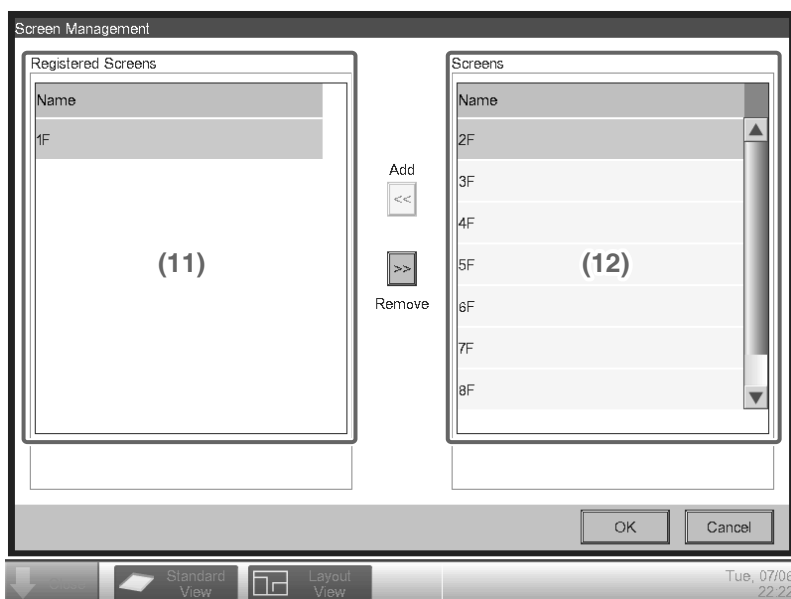 Screen Management
Registered Screens
Name
1F
(11)
Add
<<
>>
Remove
Screens
Name
2F
3F
4F
5F
(12)
6F
7F
8F
OK
Cancel
Close
Standard
View
Layout
View
Tue, 07/06
22:22